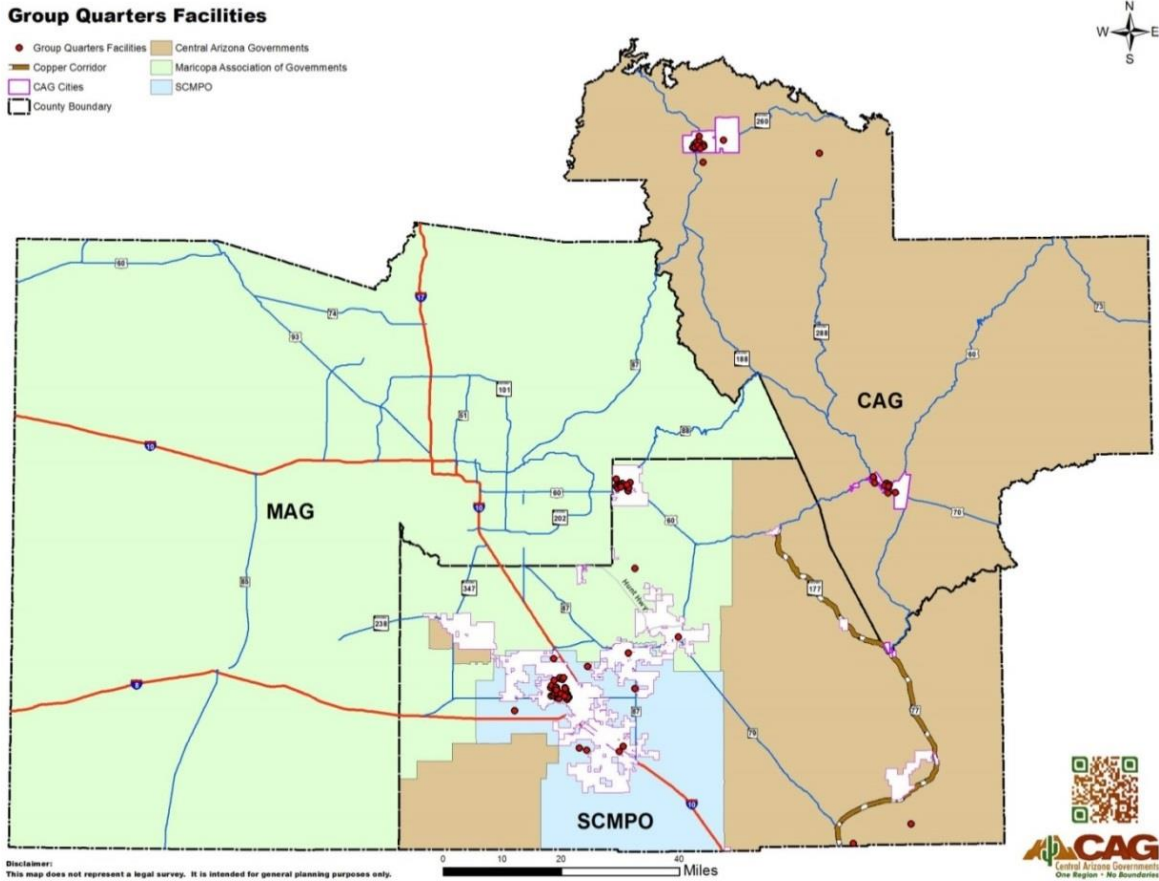 Group Quarters Facilities
Group Quarters Facilities
Central Arizona Governments
Copper Corridor
Maricopa Association of Governments
CAG Cities
SCMPO
County Boundary
N
W E
S
260
60
17
74
93
288
73
87
188
60
101
51
CAG
10
88
MAG
60
10
202
60
70
85
347
Hunt Hwy
177
87
238
8
87
77
79
SCMPO
10
Disclaimer:
This map does not represent a legal survey. It is intended for general planning purposes only.
0 10 20 40
Miles
CAG
Central Arizona Governments
One Region • No Boundaries